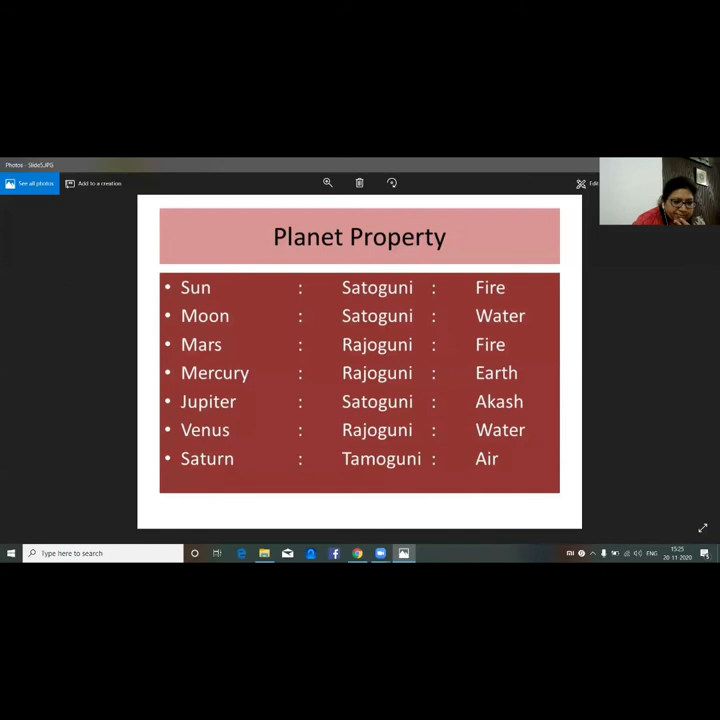 Photos - Slide5.JPG
See all photos
Add to a creation
Edit
Planet Property
• Sun : Satoguni : Fire
• Moon : Satoguni : Water
• Mars : Rajoguni : Fire
• Mercury : Rajoguni : Earth
• Jupiter : Satoguni : Akash
• Venus : Rajoguni : Water
• Saturn : Tamoguni : Air
Type here to search
ENG
15:25
20-11-2020